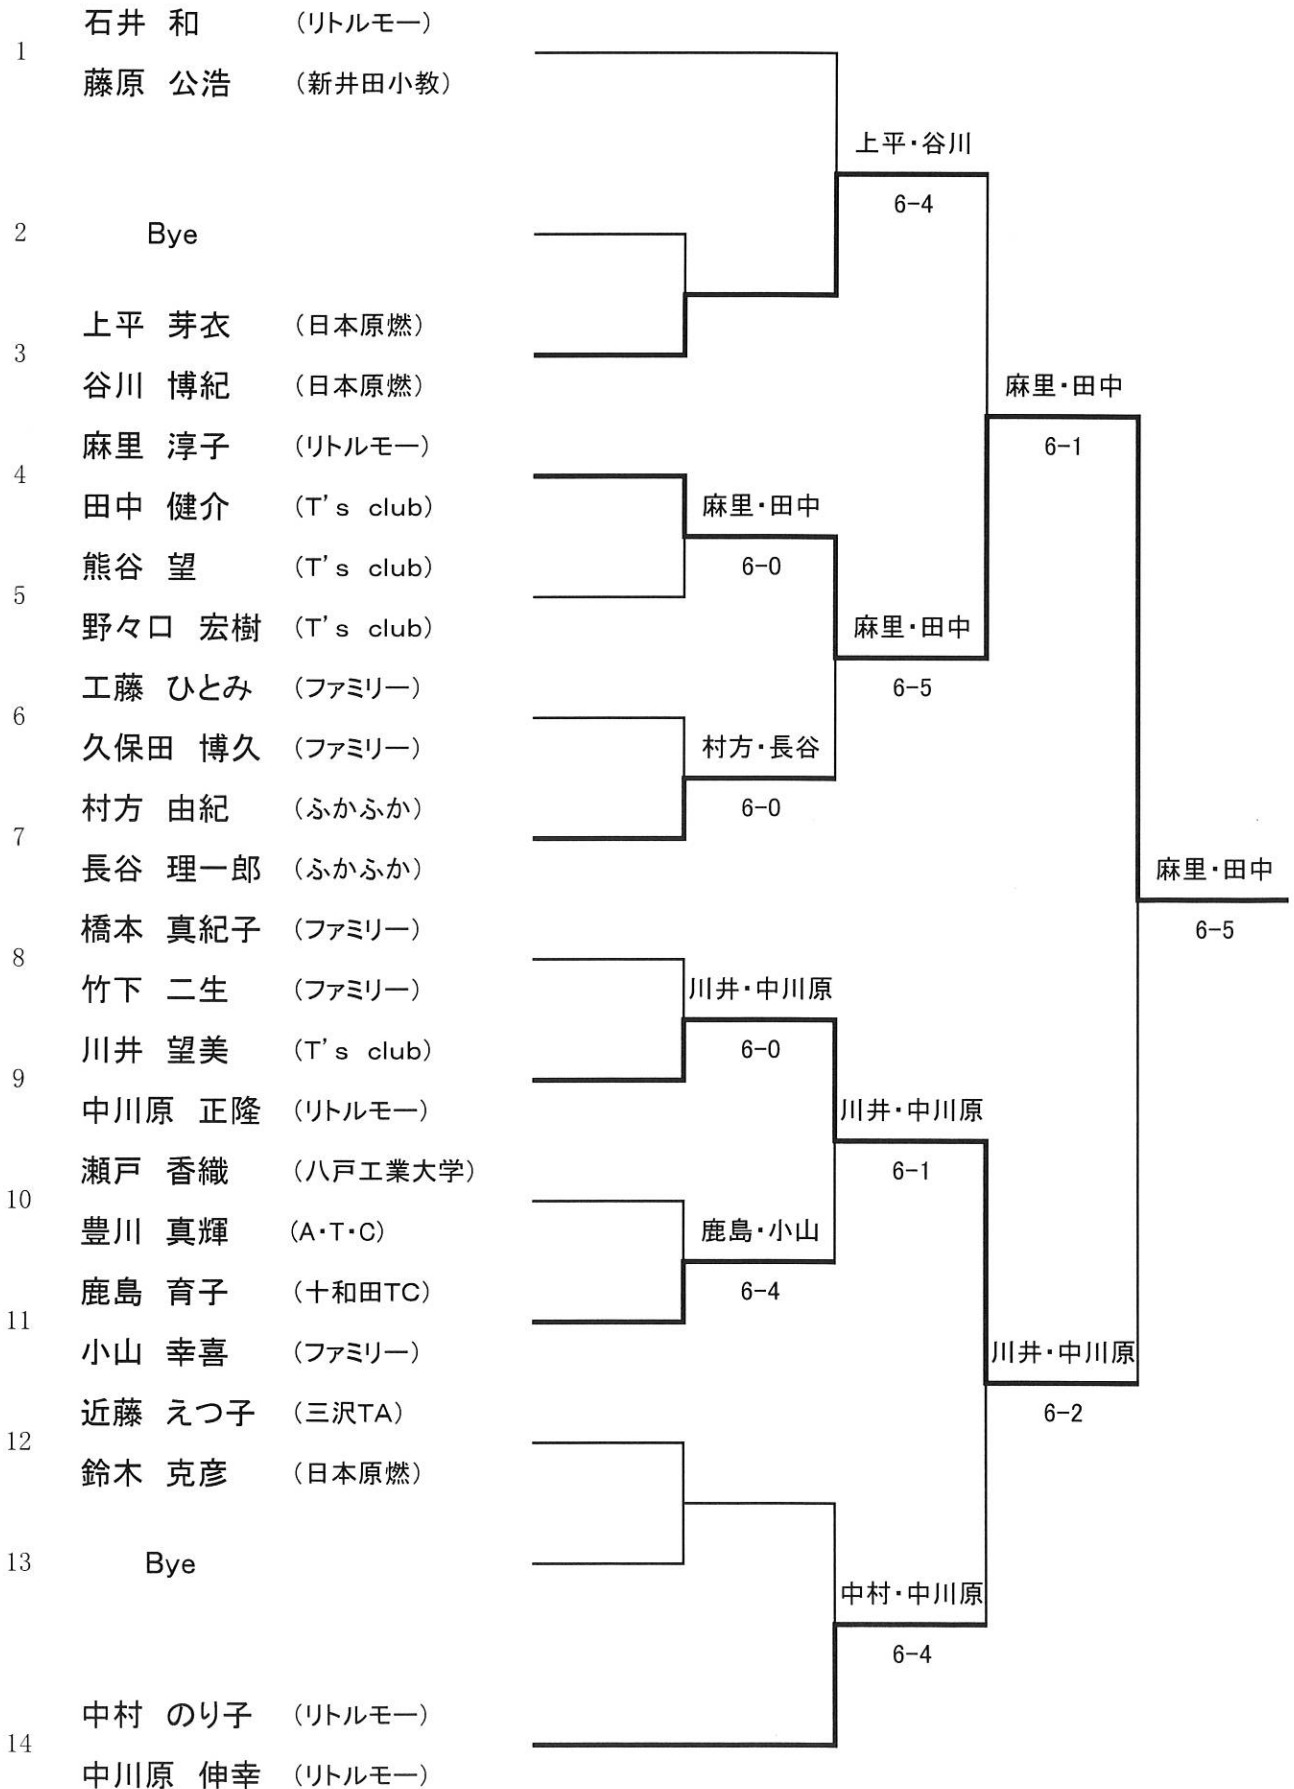 石井 和 (リトルモー)
1
藤原 公浩 (新井田小教)
上平・谷川
6-4
2 Bye
上平 芽衣 (日本原燃)
3
谷川 博紀 (日本原燃)
麻里・田中
麻里 淳子 (リトルモー)
6-1
4
田中 健介 (T's club)
麻里・田中
熊谷 望 (T's club)
6-0
5
野々口 宏樹 (T's club)
麻里・田中
工藤 ひとみ (ファミリー)
6-5
6
久保田 博久 (ファミリー)
村方・長谷
村方 由紀 (ふかふか)
6-0
7
長谷 理一郎 (ふかふか)
麻里・田中
橋本 真紀子 (ファミリー)
6-5
8
竹下 二生 (ファミリー)
川井・中川原
川井 望美 (T's club)
6-0
9
中川原 正隆 (リトルモー)
川井・中川原
瀬戸 香織 (八戸工業大学)
6-1
10
豊川 真輝 (A・T・C)
鹿島・小山
鹿島 育子 (十和田TC)
6-4
11
小山 幸喜 (ファミリー)
川井・中川原
近藤 えつ子 (三沢TA)
6-2
12
鈴木 克彦 (日本原燃)
13 Bye
中村・中川原
6-4
中村 のり子 (リトルモー)
14
中川原 伸幸 (リトルモー)